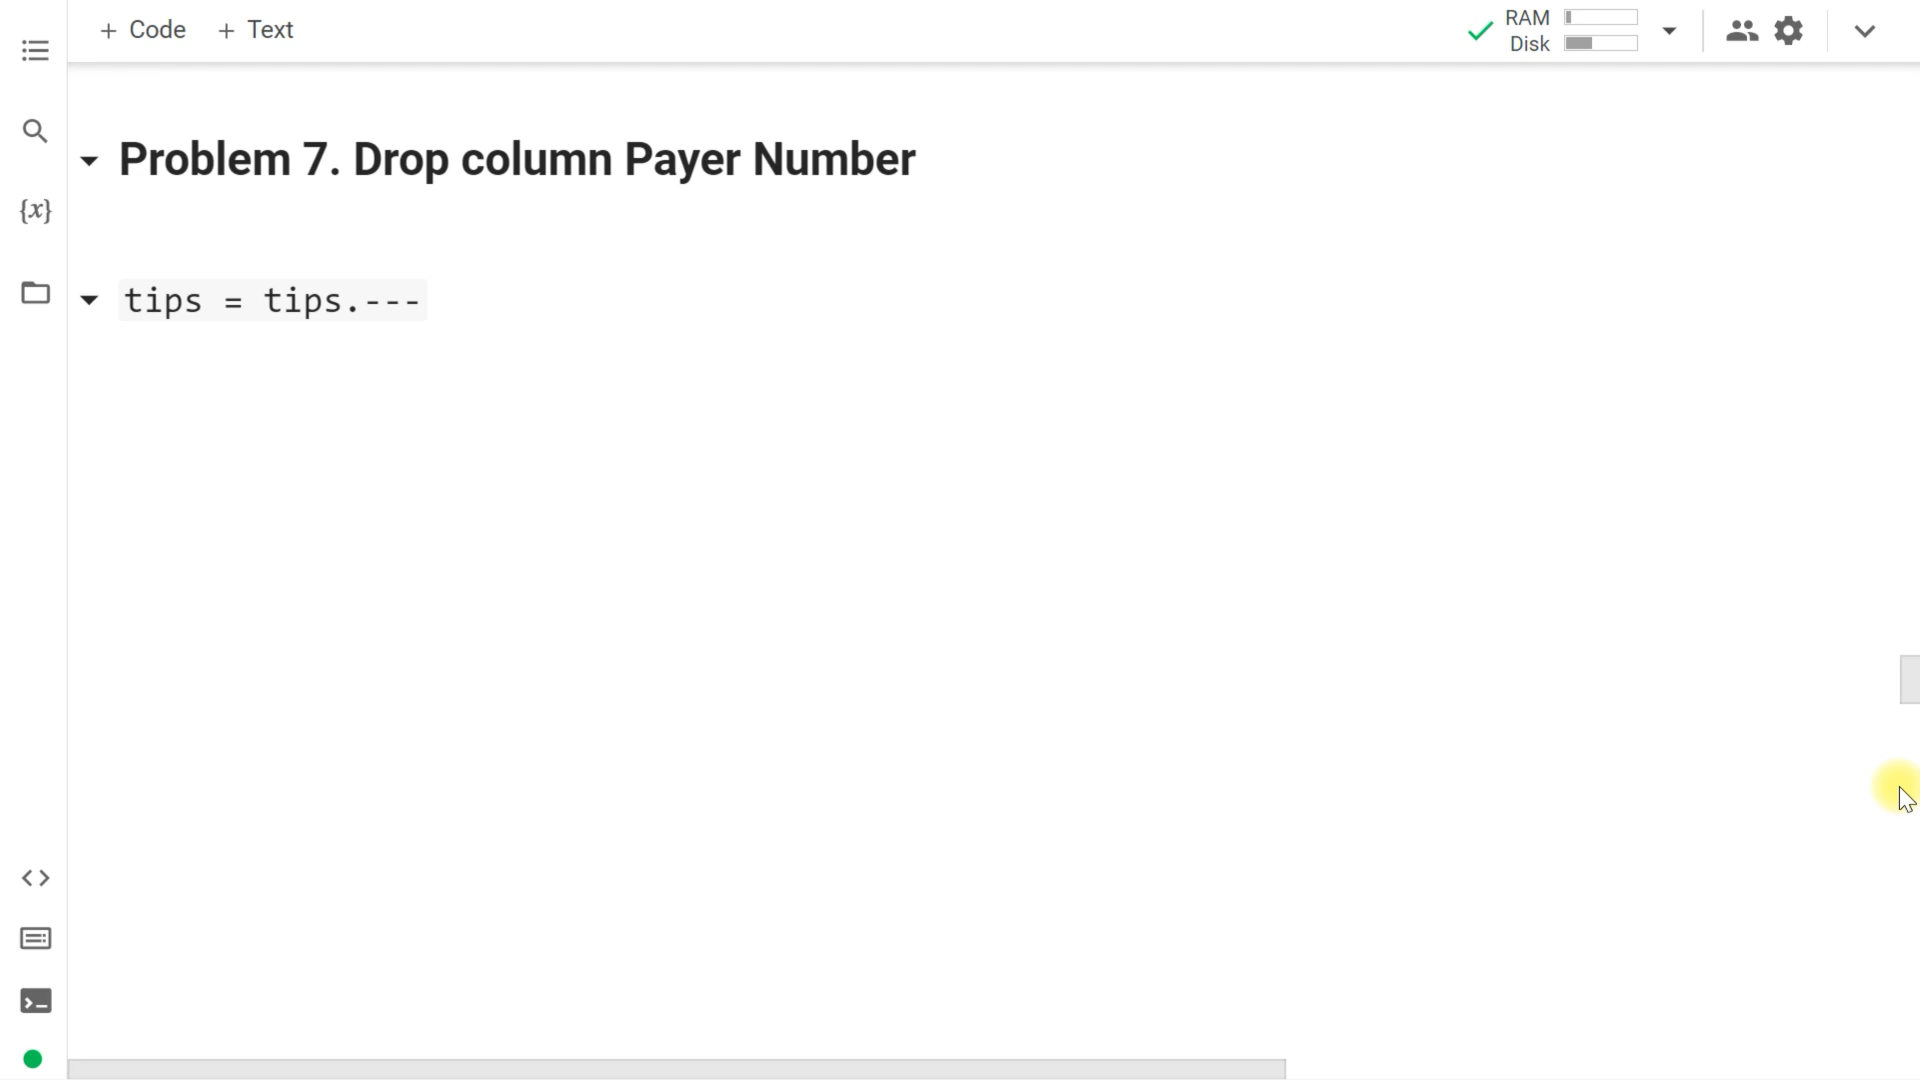 + Code + Text
RAM
Disk
Problem 7. Drop column Payer Number
{x}
tips = tips.---